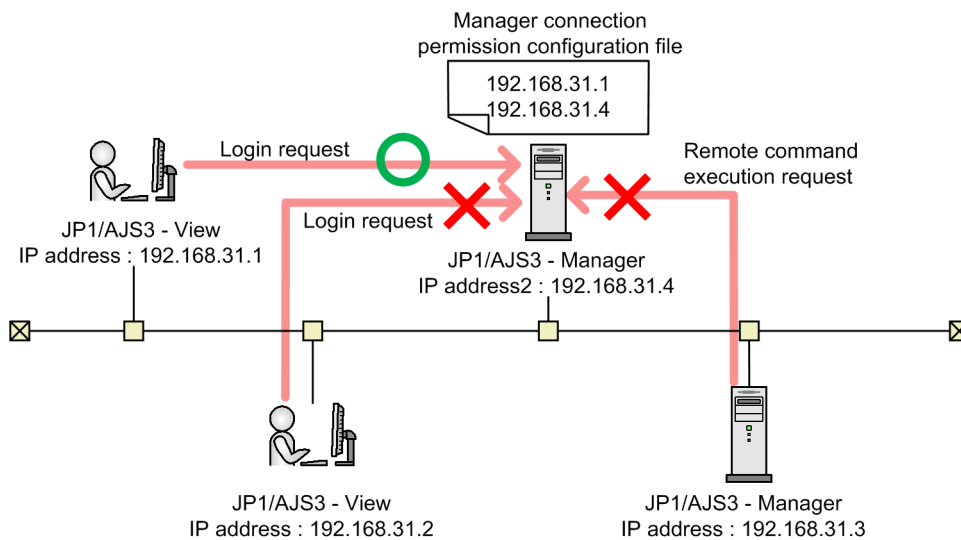 Manager connection
permission configuration file
192.168.31.1
192.168.31.4
Login request
Remote command
execution request
Login request
JP1/AJS3 - View
IP address : 192.168.31.1
JP1/AJS3 - Manager
IP address2 : 192.168.31.4
JP1/AJS3 - View
IP address : 192.168.31.2
JP1/AJS3 - Manager
IP address : 192.168.31.3